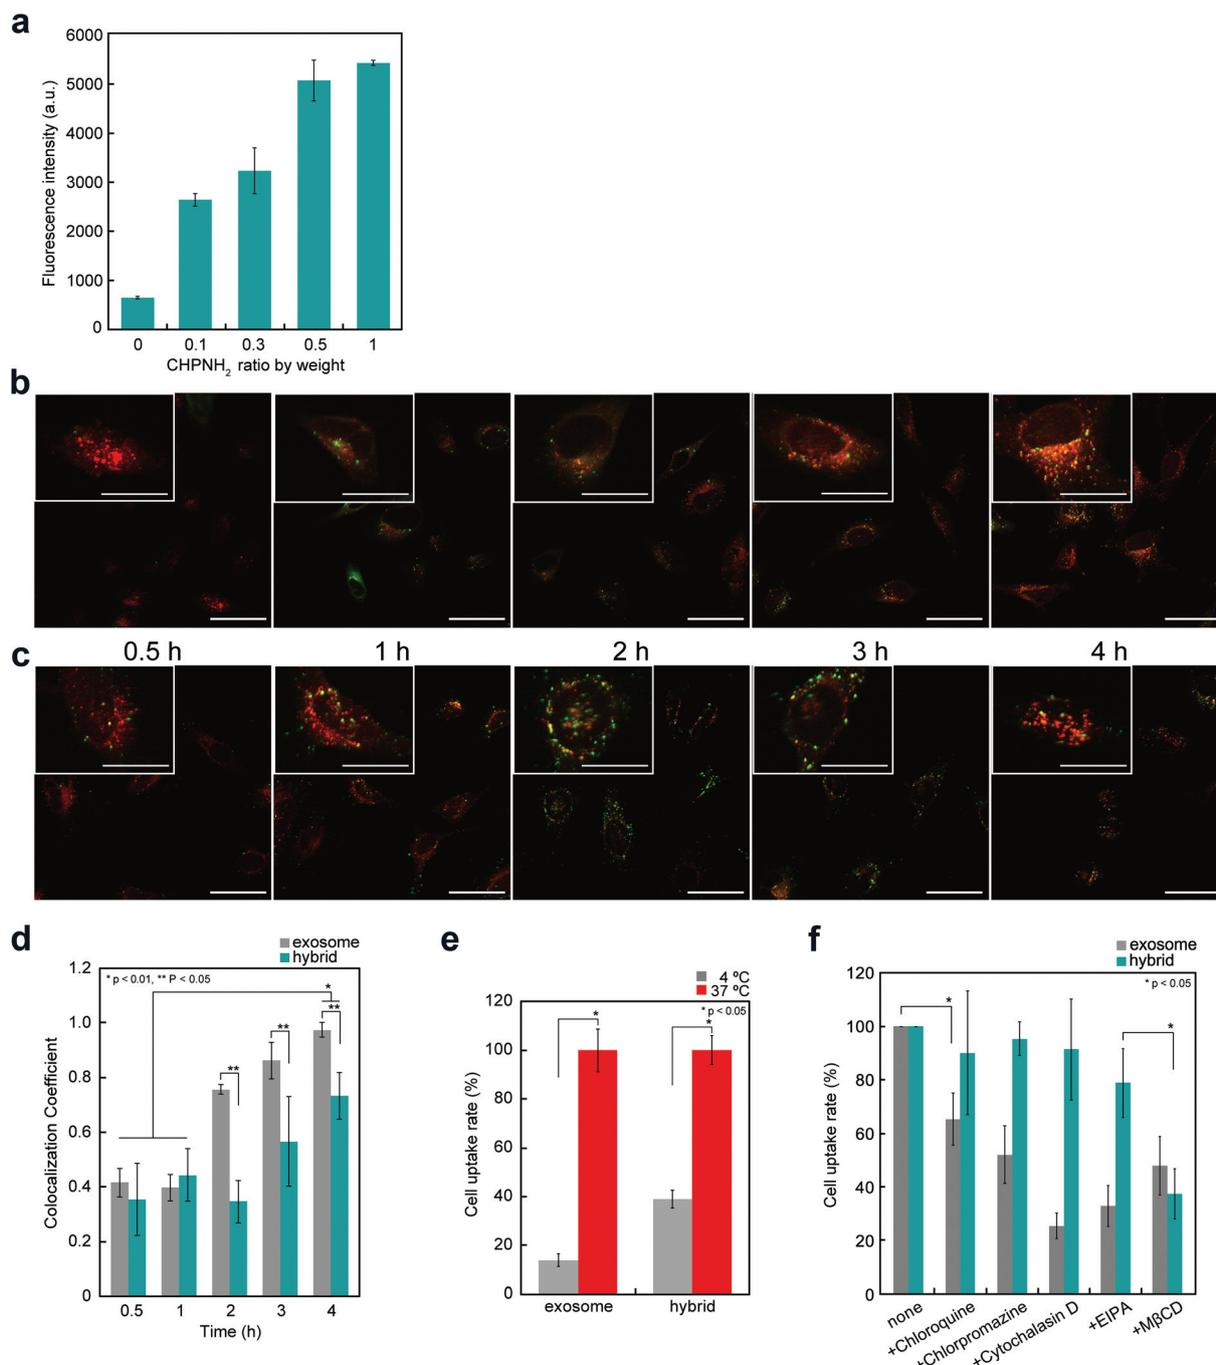 a
6000
5000
4000
3000
2000
1000
0
Fluorescence intensity (a.u.)
0 0.1 0.3 0.5 1
CHPNH2 ratio by weight
b
c
0.5 h 1 h 2 h 3 h 4 h
d
exosome
hybrid
* p < 0.01, ** P < 0.05
1.2
1.0
0.8
0.6
0.4
0.2
0
Colocalization Coefficient
** ** * **
0.5 1 2 3 4
Time (h)
e
4 ºC
37 ºC
* p < 0.05
120
100
80
60
40
20
0
Cell uptake rate (%)
* *
exosome hybrid
f
exosome
hybrid
* p < 0.05
120
100
80
60
40
20
0
Cell uptake rate (%)
* *
none
+Chloroquine
+Chlorpromazine
+Cytochalasin D
+EIPA
+MβCD